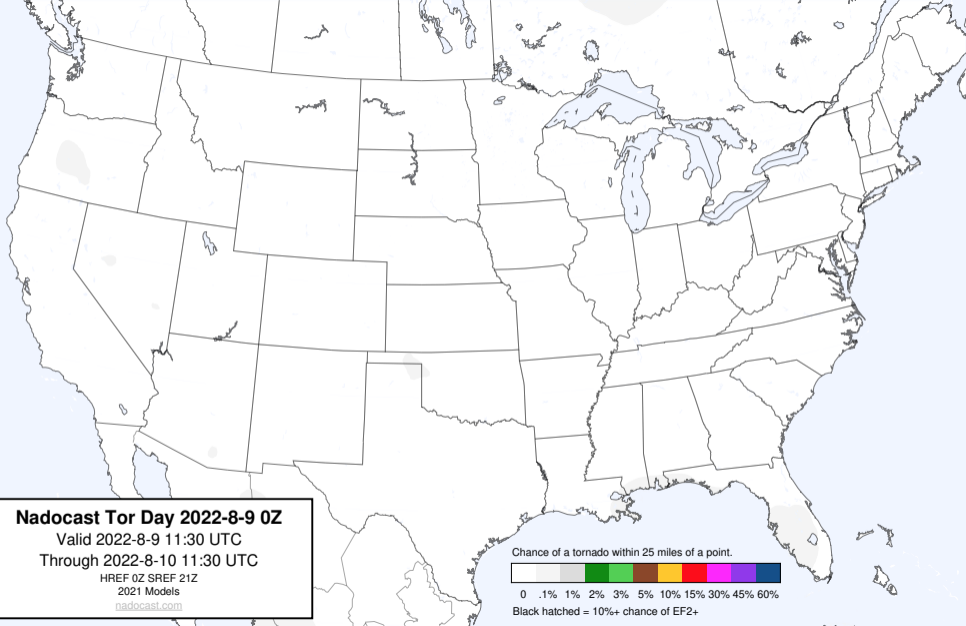 Nadocast Tor Day 2022-8-9 0Z
Valid 2022-8-9 11:30 UTC
Through 2022-8-10 11:30 UTC
HREF 0Z SREF 21Z
2021 Models
nadocast.com
Chance of a tornado within 25 miles of a point.
0 .1% 1% 2% 3% 5% 10% 15% 30% 45% 60%
Black hatched = 10%+ chance of EF2+